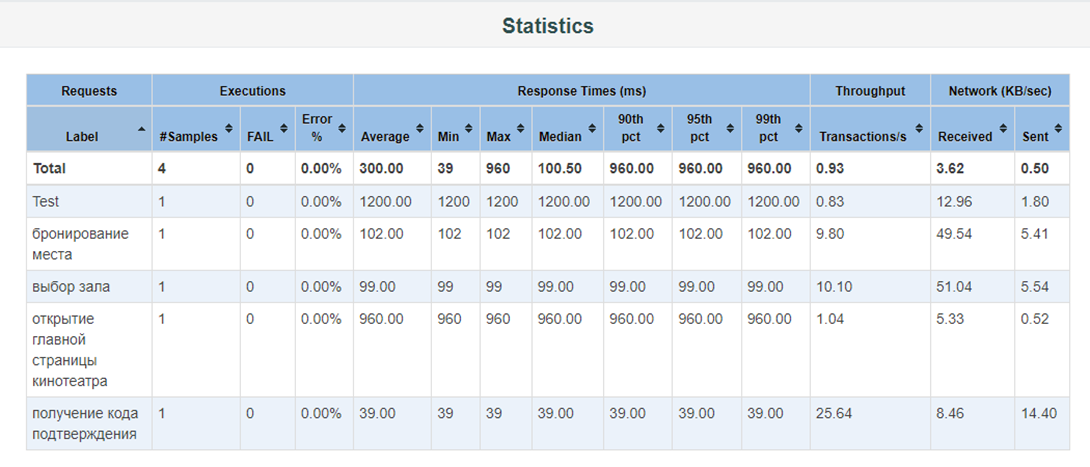 Statistics
Requests Executions Response Times (ms) Throughput Network (KB/sec)
Label #Samples FAIL Error % Average Min Max Median 90th pct 95th pct 99th pct Transactions/s Received Sent
Total 4 0 0.00% 300.00 39 960 100.50 960.00 960.00 960.00 0.93 3.62 0.50
Test 1 0 0.00% 1200.00 1200 1200 1200.00 1200.00 1200.00 1200.00 0.83 12.96 1.80
бронирование 1 0 0.00% 102.00 102 102 102.00 102.00 102.00 102.00 9.80 49.54 5.41
места
выбор зала 1 0 0.00% 99.00 99 99 99.00 99.00 99.00 99.00 10.10 51.04 5.54
открытие 1 0 0.00% 960.00 960 960 960.00 960.00 960.00 960.00 1.04 5.33 0.52
главной
страницы
кинотеатра
получение кода 1 0 0.00% 39.00 39 39 39.00 39.00 39.00 39.00 25.64 8.46 14.40
подтверждения